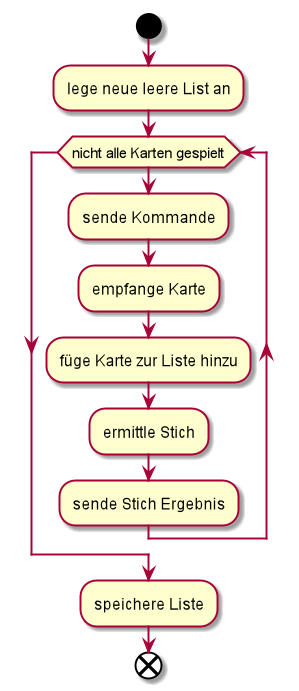 lege neue leere List an
nicht alle Karten gespielt
sende Kommande
empfange Karte
füge Karte zur Liste hinzu
ermittle Stich
sende Stich Ergebnis
speichere Liste